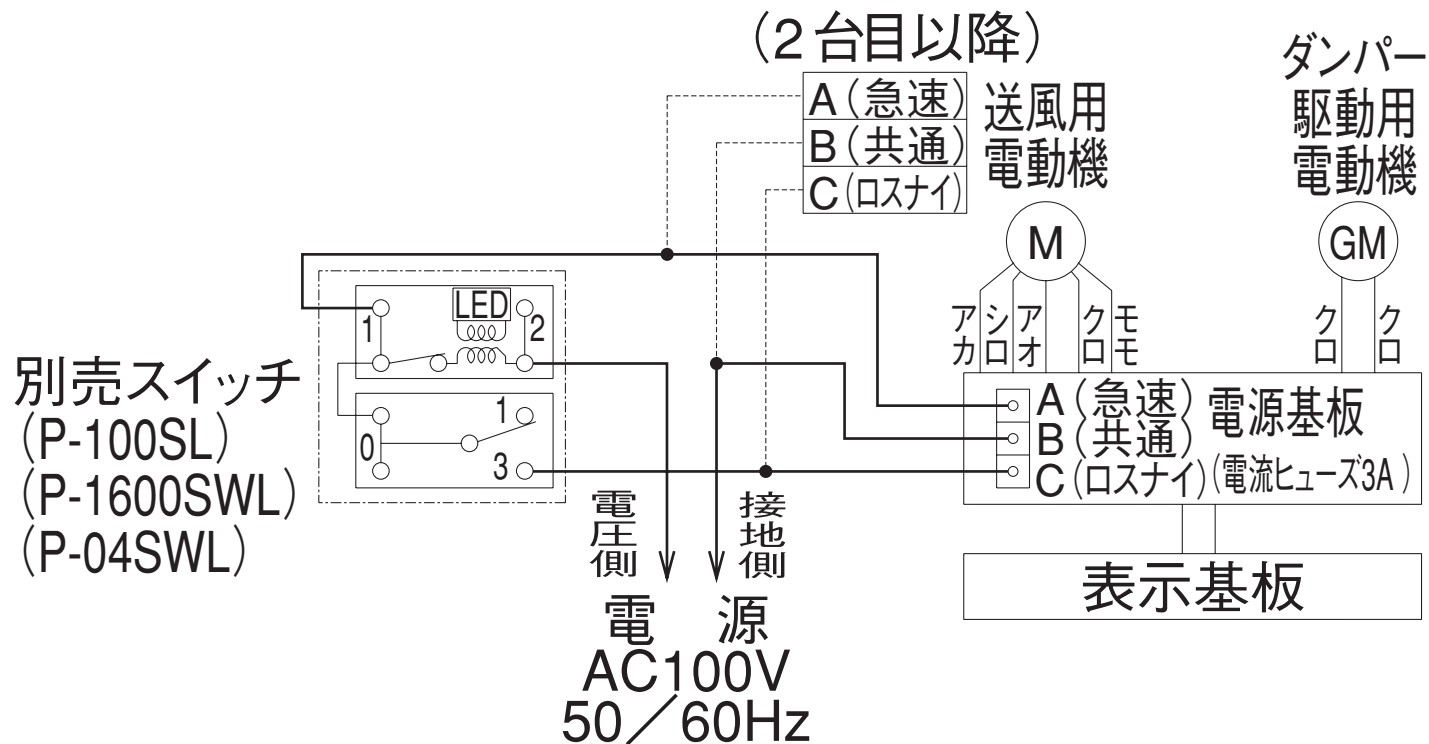 (2台目以降)
A(急速)
B(共通)
C(ロスナイ)
送風用
電動機
ダンパー
駆動用
電動機
M
GM
アカ
シロ
アオ
クロ
モモ
クロ
クロ
LED
1
2
0
1
3
別売スイッチ
(P-100SL)
(P-1600SWL)
(P-04SWL)
A(急速)
B(共通)
C(ロスナイ)
電源基板
(電流ヒューズ3A)
表示基板
電圧側
接地側
電源
AC100V
50/60Hz